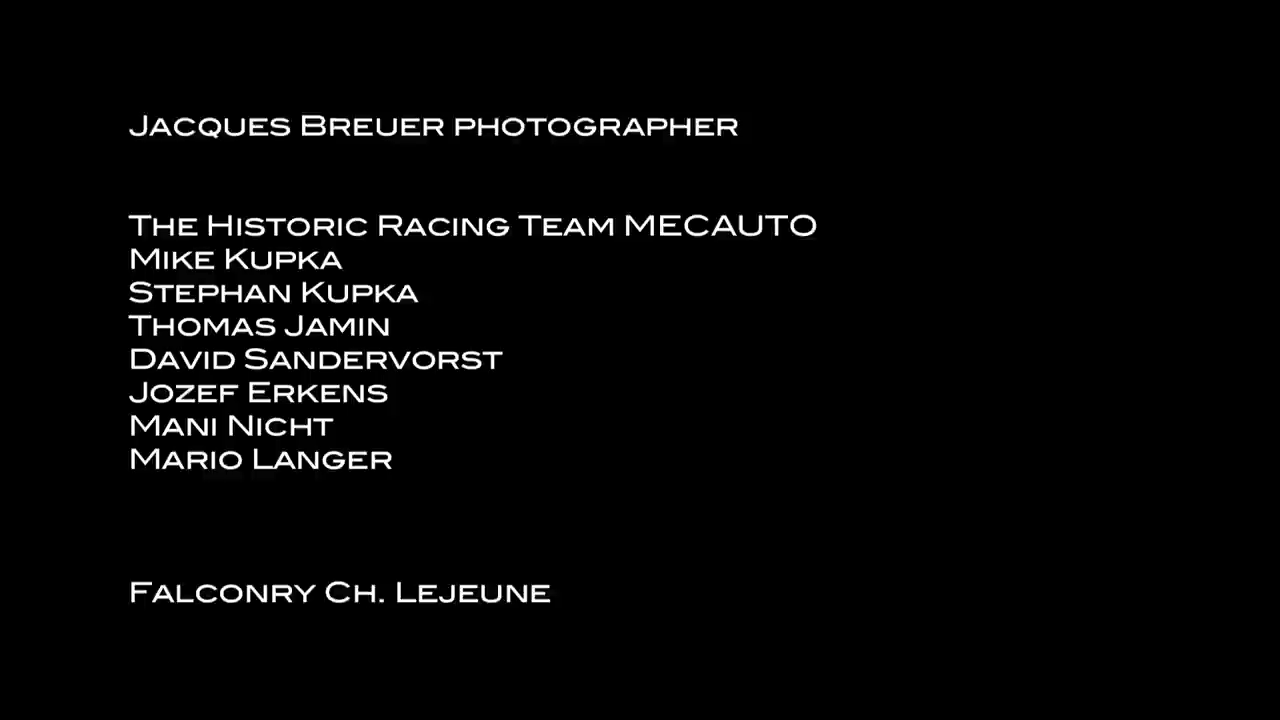 Jacques Breuer photographer
The Historic Racing Team MECAUTO
Mike Kupka
Stephan Kupka
Thomas Jamin
David Sandervorst
Jozef Erkens
Mani Nicht
Mario Langer
Falconry Ch. Lejeune